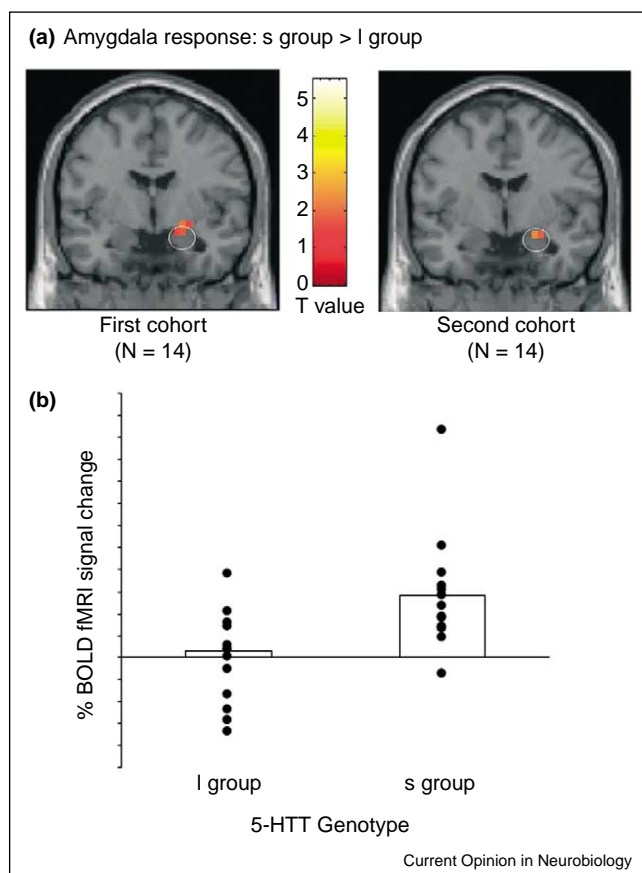 (a) Amygdala response: s group > l group
5
4
3
2
1
0
T value
First cohort
(N = 14)
Second cohort
(N = 14)
(b)
% BOLD fMRI signal change
l group
s group
5-HTT Genotype
Current Opinion in Neurobiology